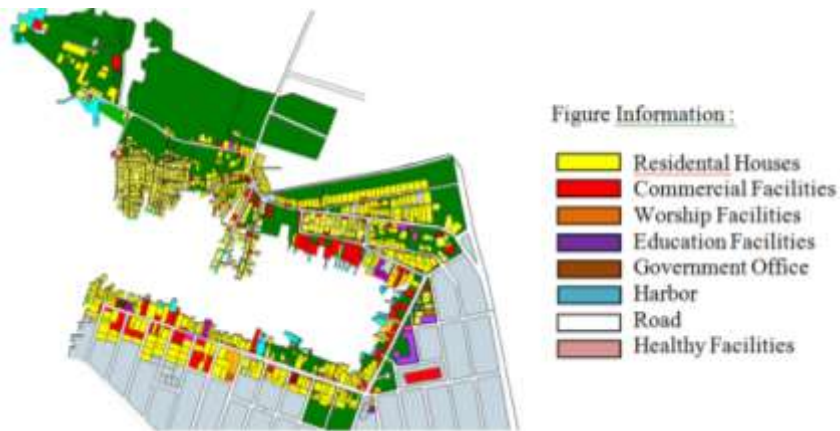 Figure Information :
Residental Houses
Commercial Facilities
Worship Facilities
Education Facilities
Government Office
Harbor
Road
Healthy Facilities